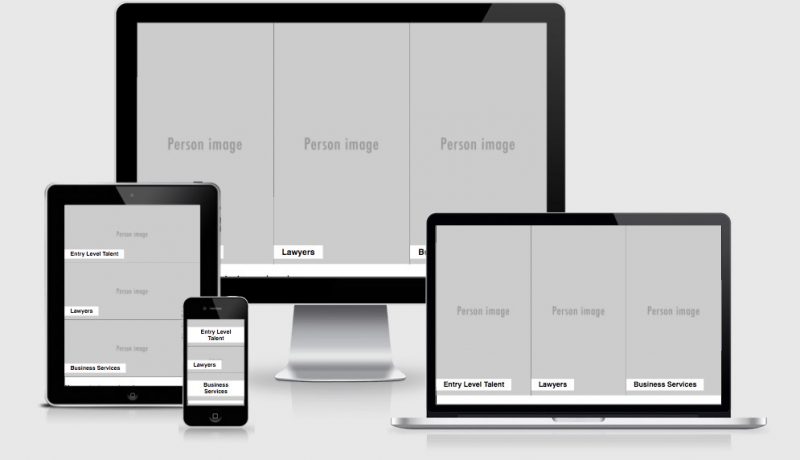 Person image
Person image
Person image
Lawyers
Person image
Entry Level Talent
Person image
Lawyers
Person image
Business Services
Entry Level
Talent
Lawyers
Business
Services
Person image
Person image
Person image
Entry Level Talent
Lawyers
Business Services